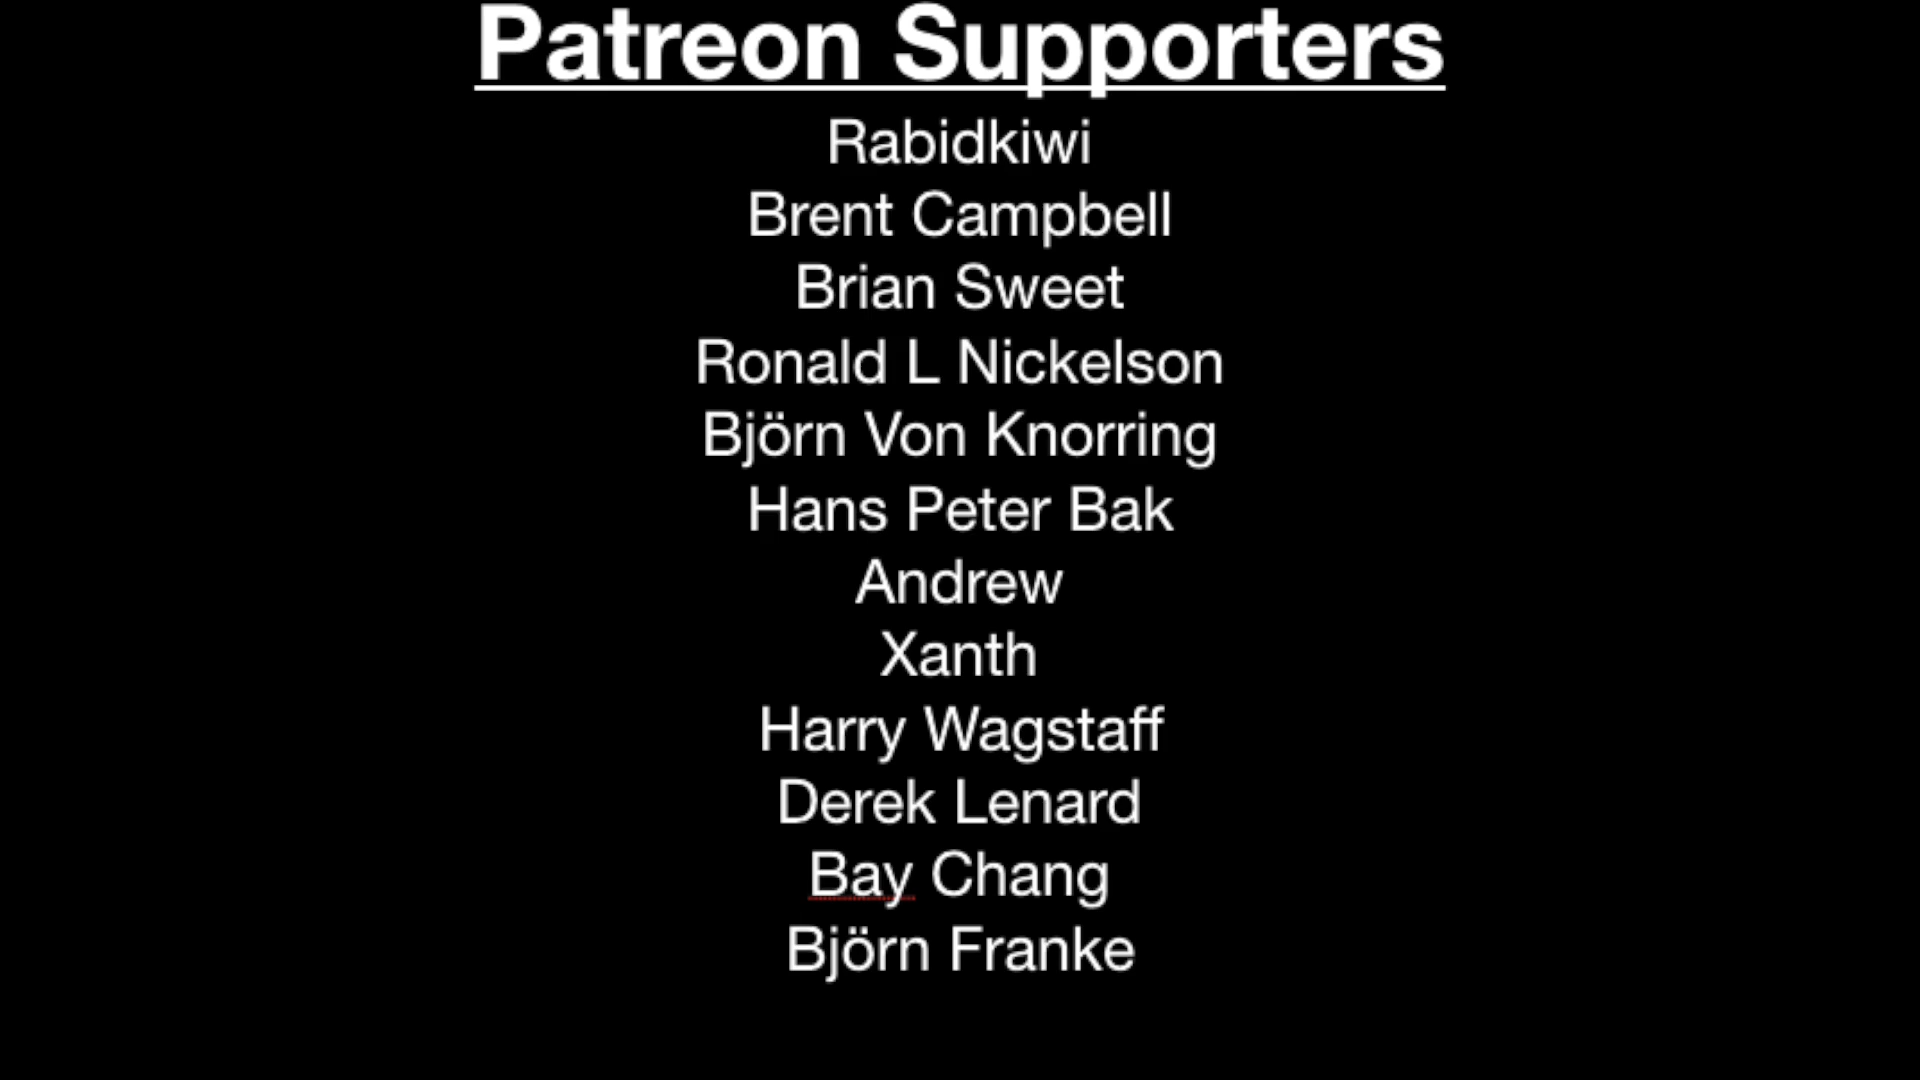 Patreon Supporters
Rabidkiwi
Brent Campbell
Brian Sweet
Ronald L Nickelson
Björn Von Knorring
Hans Peter Bak
Andrew
Xanth
Harry Wagstaff
Derek Lenard
Bay Chang
Björn Franke